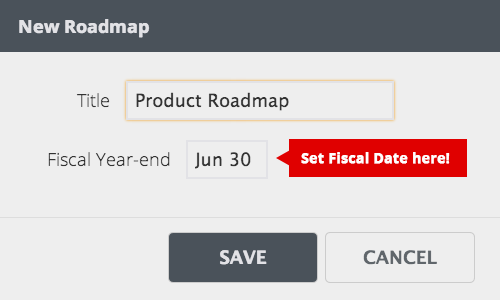 New Roadmap
Title Product Roadmap
Fiscal Year-end Jun 30 Set Fiscal Date here!
SAVE CANCEL